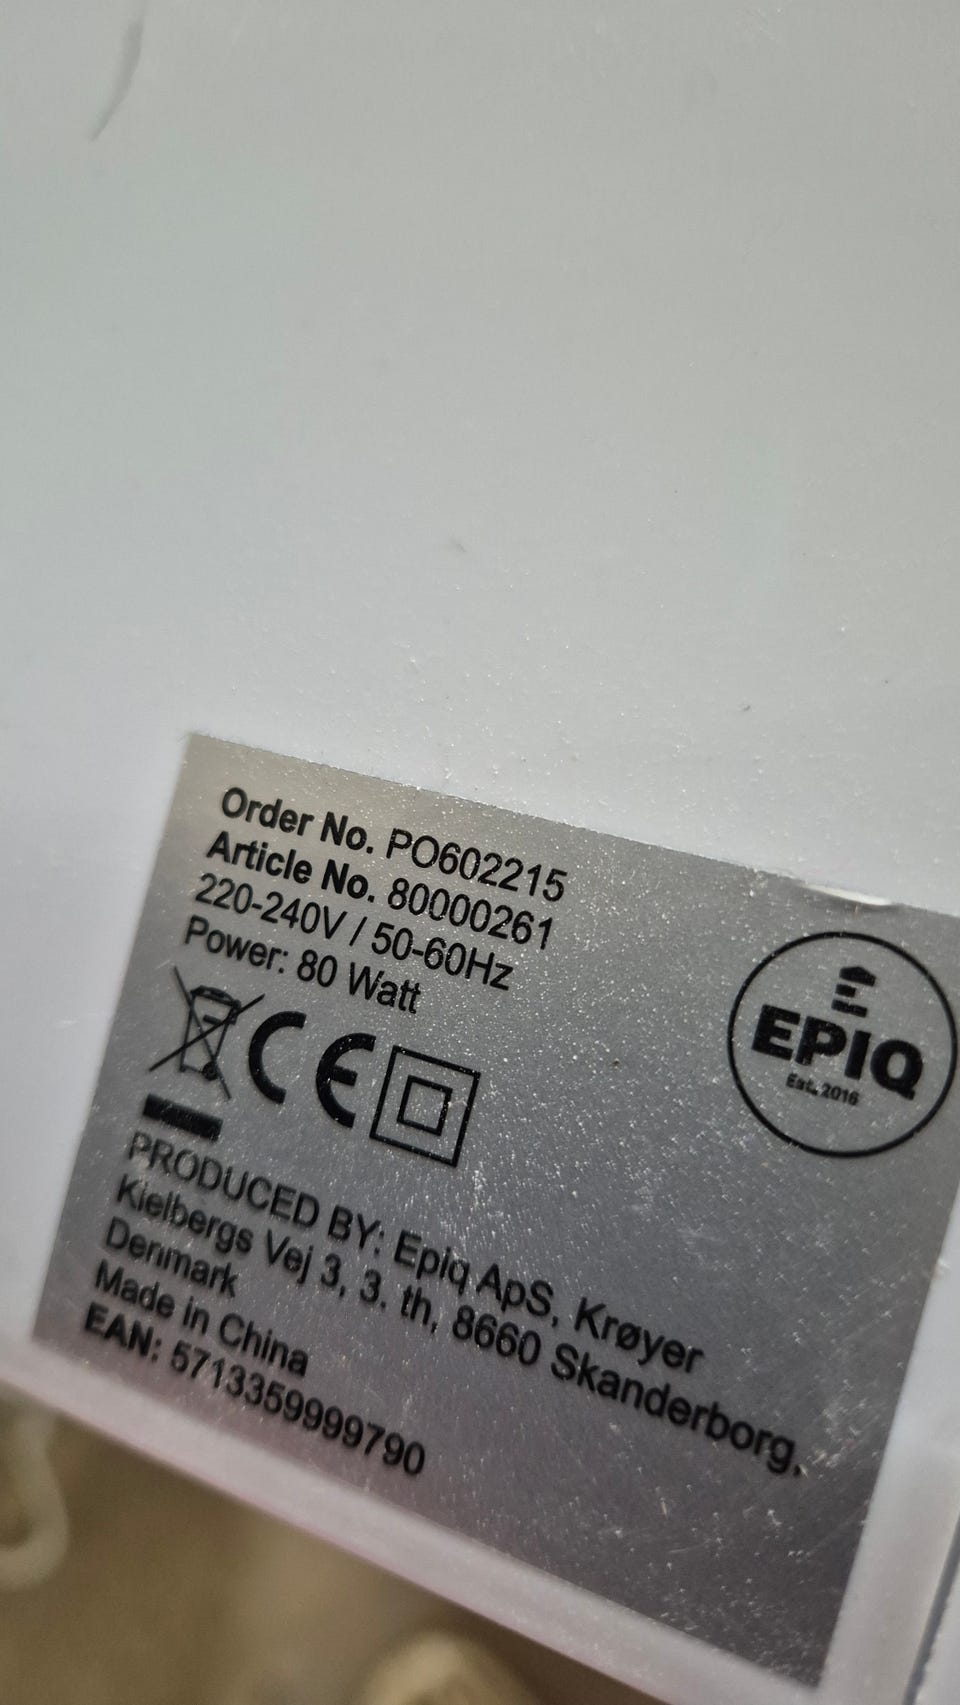 Order No. PO602215
Article No. 80000261
220-240V / 50-60Hz
Power: 80 Watt
CE
EPIQ
Est. 2016
PRODUCED BY: Epiq ApS, Krøyer
Kielbergs Vej 3, 3. th, 8660 Skanderborg,
Denmark
Made in China
EAN: 5713359999790